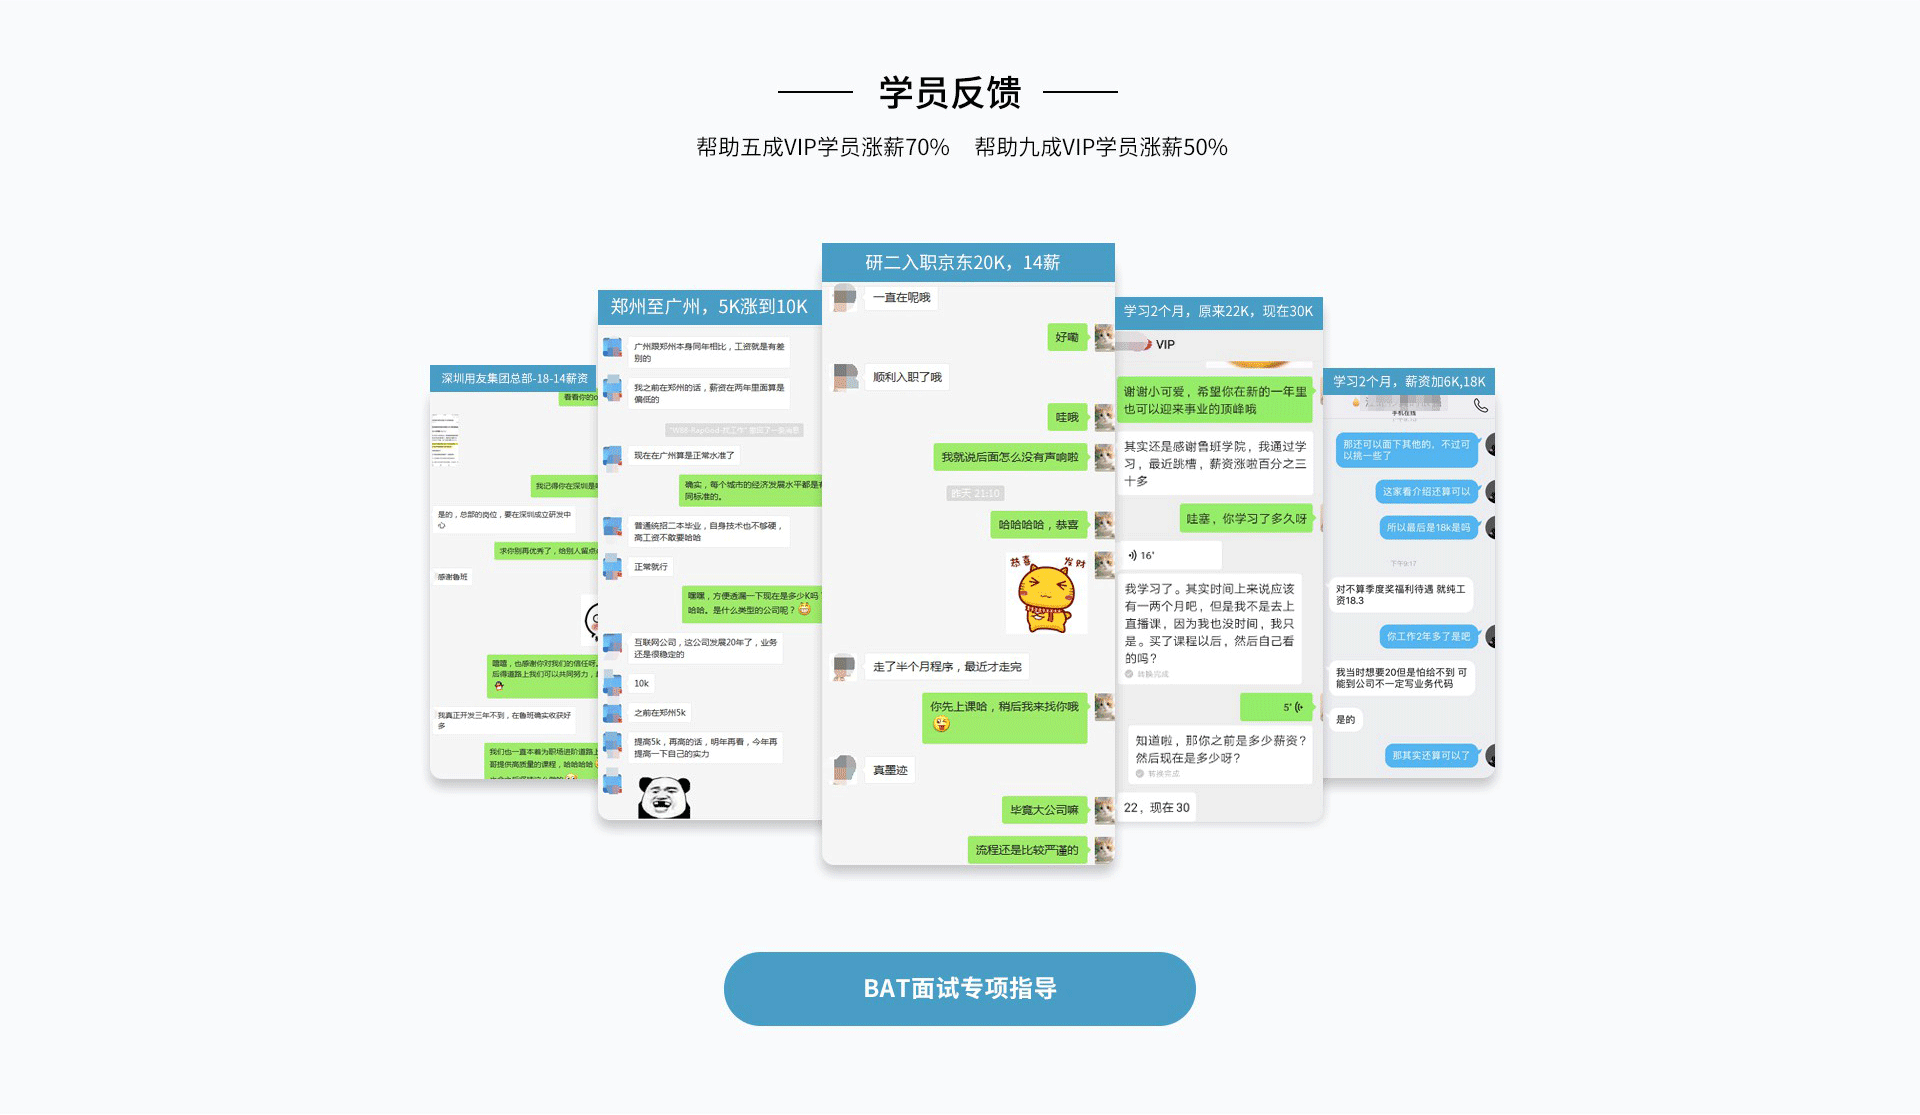 学员反馈
帮助五成VIP学员涨薪70% 帮助九成VIP学员涨薪50%
深圳用友集团总部-18-14薪资
看看你的o
我记得你在深圳是
是的，总部的岗位，要在深圳成立研发中
心
求你别再优秀了，给别人留点
感谢鲁班
嘻嘻，也感谢你对我们的信任呀。
后得道路上我们可以共同努力，
我真正开发三年不到，在鲁班确实收获好
多
我们也一直本着为职场进阶道路上
哥提供高质量的课程，哈哈哈哈
郑州至广州，5K涨到10K
广州跟郑州本身同年相比，工资就是有差
别的
我之前在郑州的话，薪资在两年里面算是
偏低的
现在在广州算是正常水准了
确实，每个城市的经济发展水平都是
同标准的。
普通统招二本毕业，自身技术也不够硬，
高工资不敢要哈哈
正常就行
嘿嘿，方便透漏一下现在是多少K吗
哈哈。是什么类型的公司呢？
互联网公司，这公司发展20年了，业务
还是很稳定的
10k
之前在郑州5k
提高5k，再高的话，明年再看，今年再
提高一下自己的实力
研二入职京东20K，14薪
一直在呢哦
好嘞
顺利入职了哦
哇哦
我就说后面怎么没有声响啦
昨天 21:10
哈哈哈哈，恭喜
恭喜 发财
走了半个月程序，最近才走完
你先上课哈，稍后我来找你哦
真墨迹
毕竟大公司嘛
流程还是比较严谨的
学习2个月，原来22K，现在30K
VIP
谢谢小可爱，希望你在新的一年里
也可以迎来事业的顶峰哦
其实还是感谢鲁班学院，我通过学
习，最近跳槽，薪资涨啦百分之三
十多
哇塞，你学习了多久呀
16'
我学习了。其实时间上来说应该
有一两个月吧，但是我不是去上
直播课，因为我也没时间，我只
是。买了课程以后，然后自己看
的吗？
转换完成
5'
知道啦，那你之前是多少薪资？
然后现在是多少呀？
转换完成
22，现在 30
学习2个月，薪资加6K,18K
手机在线
那还可以面下其他的、不过可
以挑一些了
这家看介绍还算可以
所以最后是18k是吗
下午9:17
对不算季度奖福利待遇 就纯工
资18.3
你工作2年多了是吧
我当时想要20但是怕给不到 可
能到公司不一定写业务代码
是的
那其实还算可以了
BAT面试专项指导